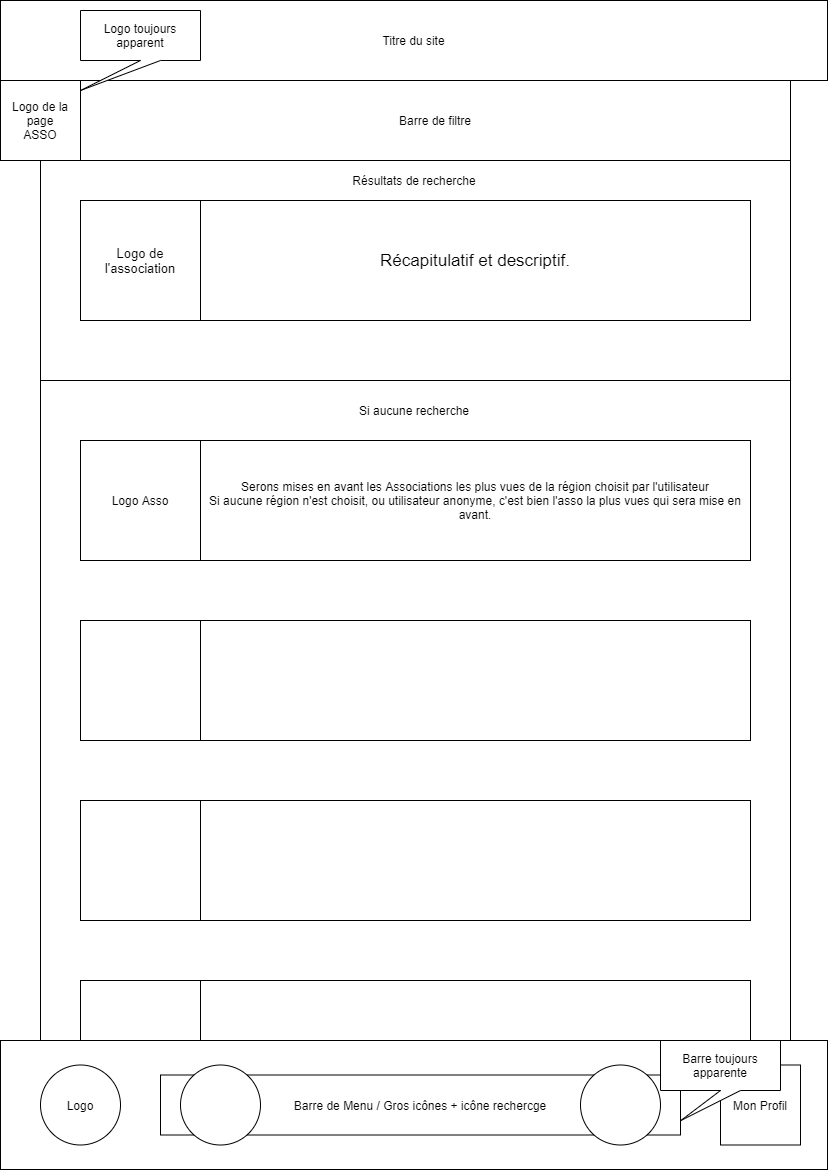 Logo toujours
apparent
Titre du site
Logo de la
page
ASSO
Barre de filtre
Résultats de recherche
Logo de
l'association
Récapitulatif et descriptif.
Si aucune recherche
Logo Asso
Serons mises en avant les Associations les plus vues de la région choisit par l'utilisateur
Si aucune région n'est choisit, ou utilisateur anonyme, c'est bien l'asso la plus vues qui sera mise en
avant.
Barre toujours
apparente
Logo
Barre de Menu / Gros icônes + icône rechercge
Mon Profil